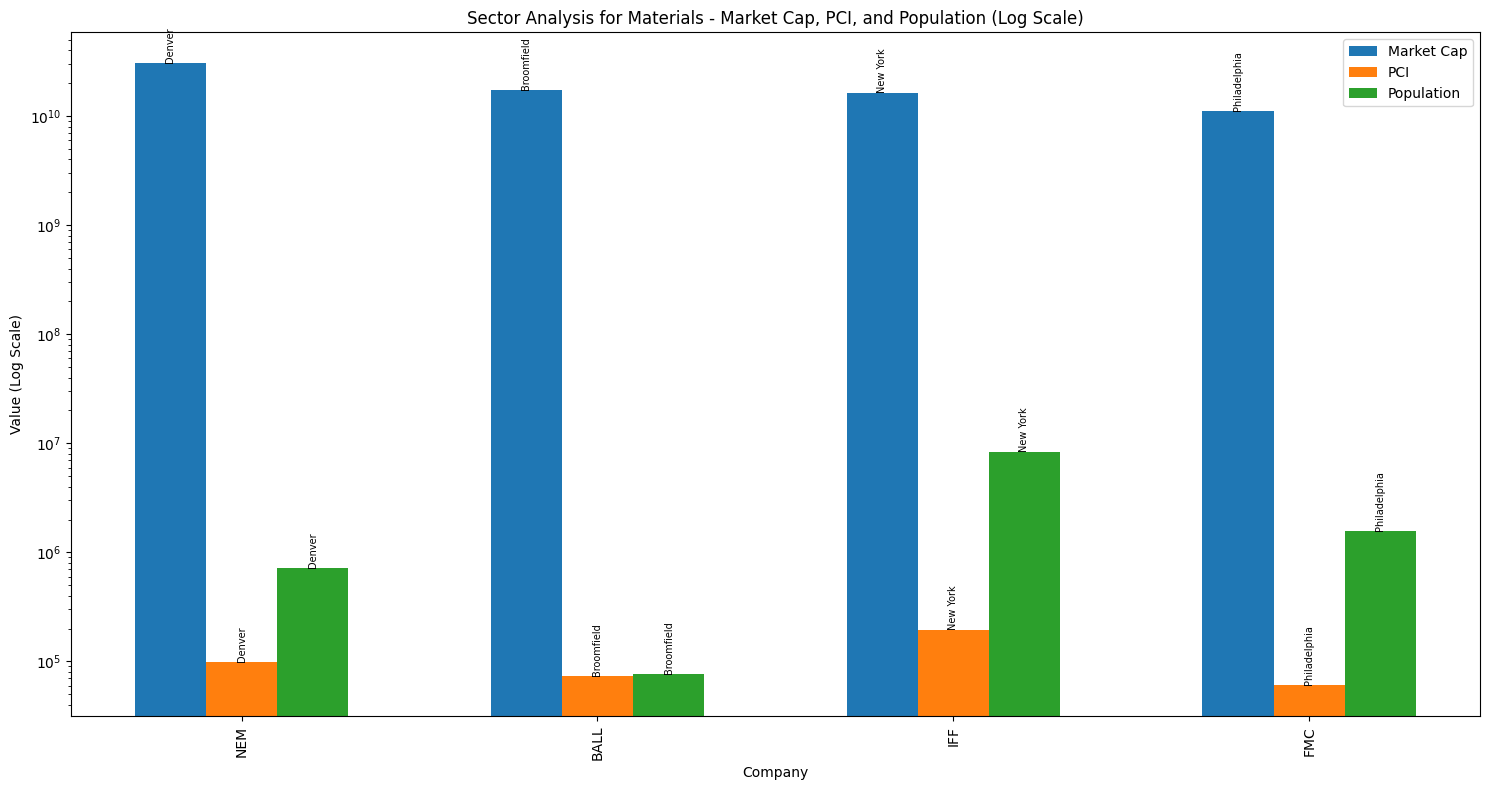 Sector Analysis for Materials - Market Cap, PCI, and Population (Log Scale)
Market Cap
PCI
Population
Value (Log Scale)
10^10
10^9
10^8
10^7
10^6
10^5
Denver
Denver
Denver
Broomfield
Broomfield
Broomfield
New York
New York
New York
Philadelphia
Philadelphia
Philadelphia
NEM
BALL
IFF
FMC
Company